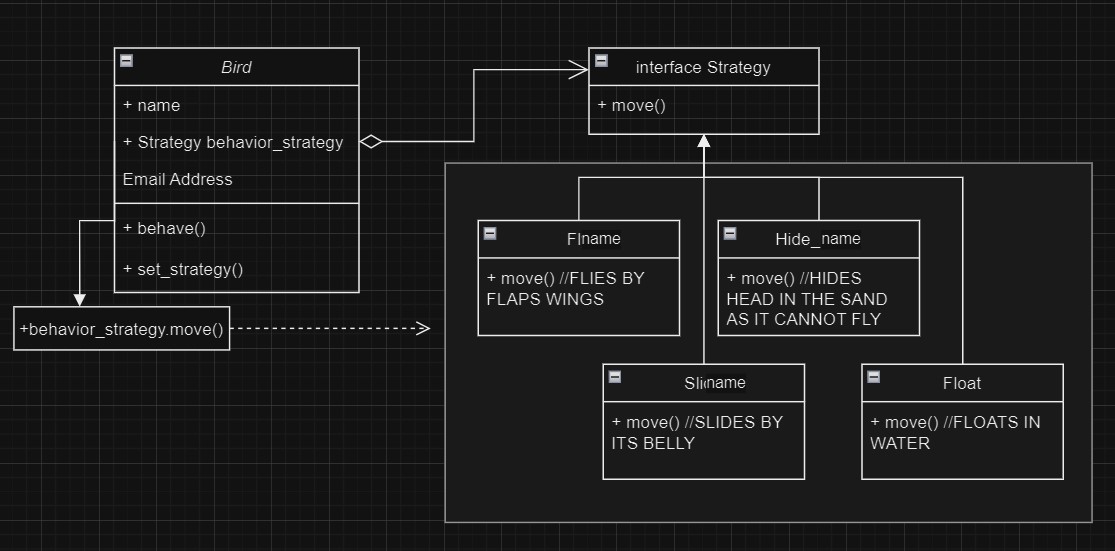 Bird
+ name
+ Strategy behavior_strategy
Email Address
+ behave()
+ set_strategy()
+behavior_strategy.move()
interface Strategy
+ move()
Flname
+ move() //FLIES BY
FLAPS WINGS
Hide_name
+ move() //HIDES
HEAD IN THE SAND
AS IT CANNOT FLY
name
+ move() //SLIDES BY
ITS BELLY
Float
+ move() //FLOATS IN
WATER